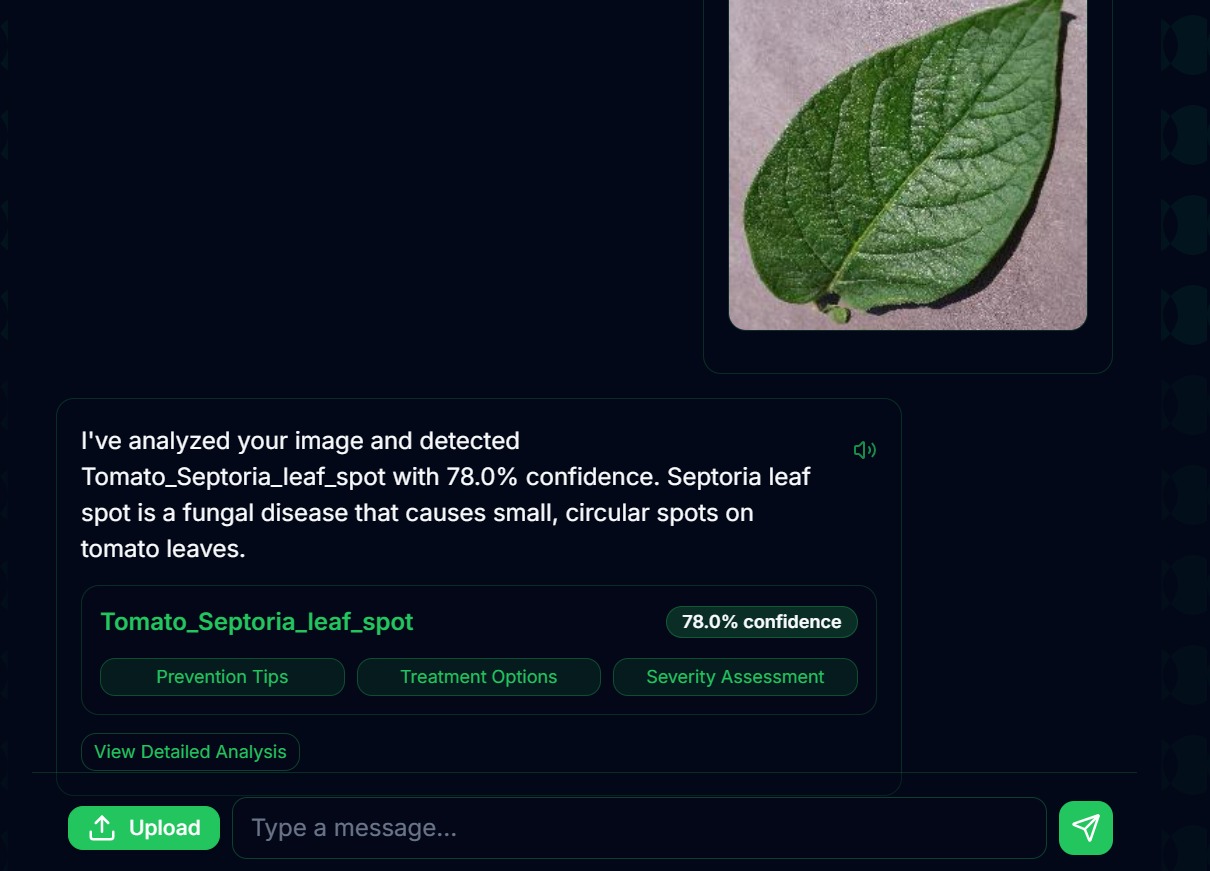 I've analyzed your image and detected
Tomato_Septoria_leaf_spot with 78.0% confidence. Septoria leaf
spot is a fungal disease that causes small, circular spots on
tomato leaves.
Tomato_Septoria_leaf_spot
78.0% confidence
Prevention Tips
Treatment Options
Severity Assessment
View Detailed Analysis
Upload
Type a message...